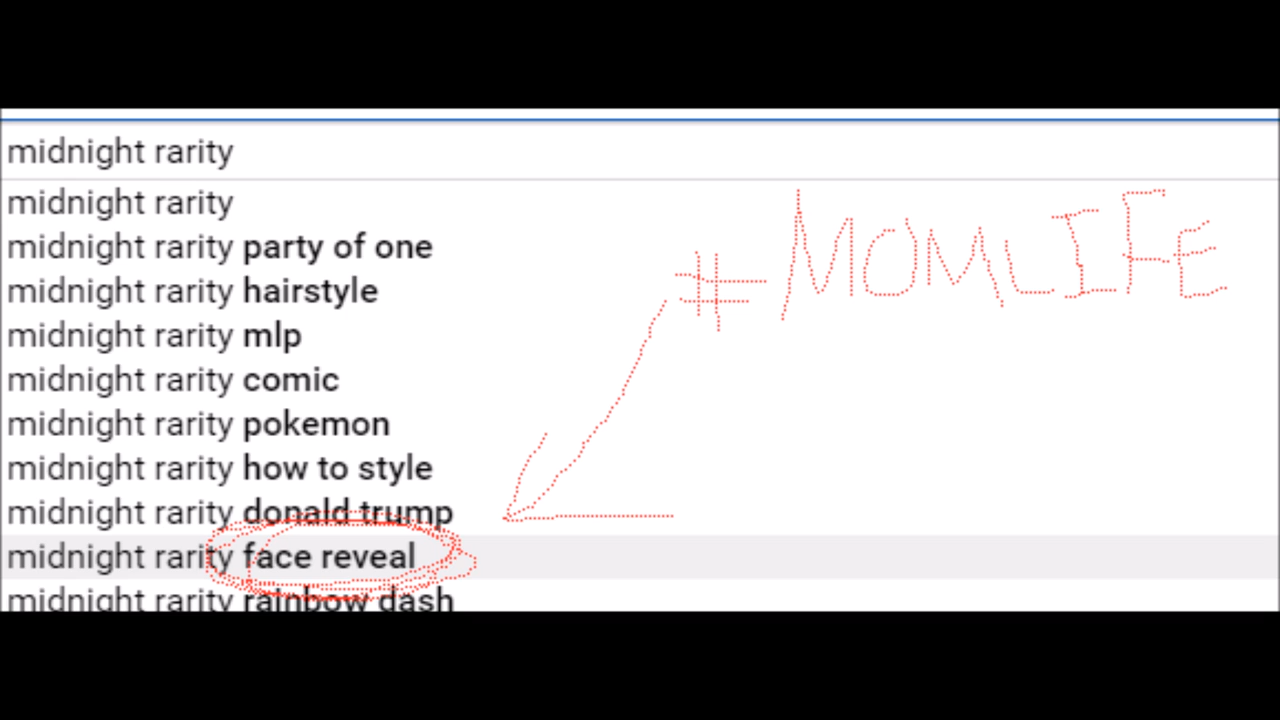 midnight rarity
midnight rarity
midnight rarity party of one
midnight rarity hairstyle
midnight rarity mlp
midnight rarity comic
midnight rarity pokemon
midnight rarity how to style
midnight rarity donald trump
midnight rarity face reveal
midnight rarity rainbow dash
#MOMLIFE